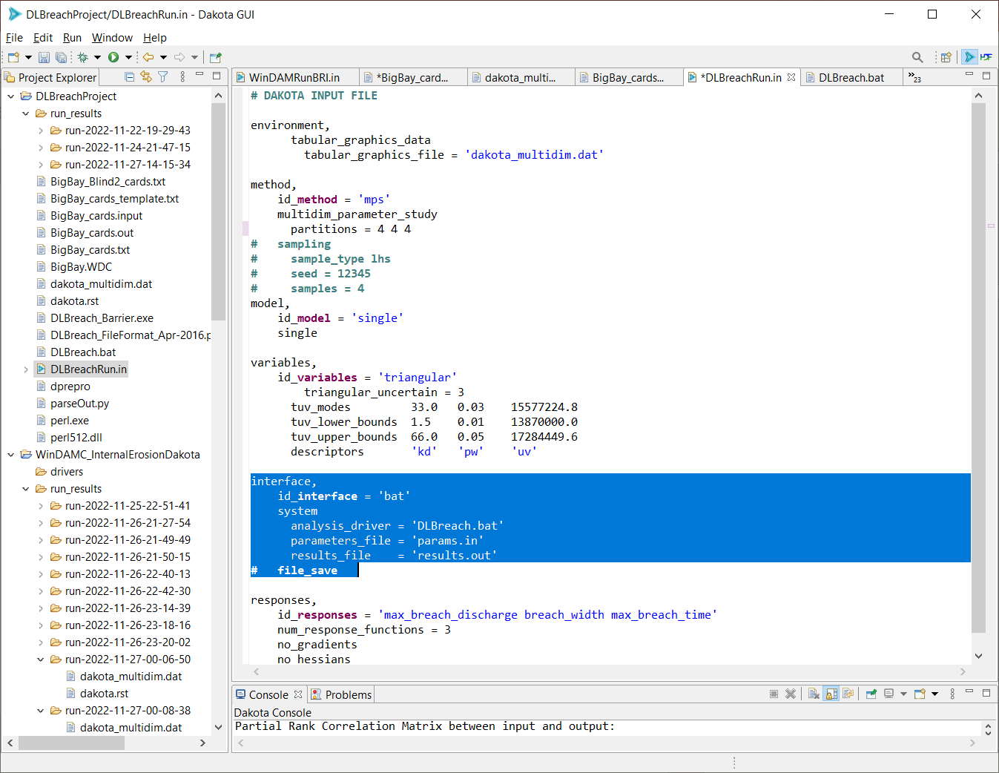 DLBreachProject/DLBreachRun.in - Dakota GUI
File Edit Run Window Help
Project Explorer
DLBreachProject
run_results
run-2022-11-22-19-29-43
run-2022-11-24-21-47-15
run-2022-11-27-14-15-34
BigBay_Blind2_cards.txt
BigBay_cards_template.txt
BigBay_cards.input
BigBay_cards.out
BigBay_cards.txt
BigBay.WDC
dakota_multidim.dat
dakota.rst
DLBreach_Barrier.exe
DLBreach_FileFormat_Apr-2016.p
DLBreach.bat
DLBreachRun.in
dprepro
parseOut.py
perl.exe
perl512.dll
WinDAMC_InternalErosionDakota
drivers
run_results
run-2022-11-25-22-51-41
run-2022-11-26-21-27-54
run-2022-11-26-21-49-49
run-2022-11-26-21-50-15
run-2022-11-26-22-40-13
run-2022-11-26-22-42-30
run-2022-11-26-23-14-39
run-2022-11-26-23-18-16
run-2022-11-26-23-20-02
run-2022-11-27-00-06-50
dakota_multidim.dat
dakota.rst
run-2022-11-27-00-08-38
dakota_multidim.dat
WinDAMRunBRI.in *BigBay_card... dakota_multi... BigBay_cards... *DLBreachRun.in DLBreach.bat »23
# DAKOTA INPUT FILE
environment,
tabular_graphics_data
tabular_graphics_file = 'dakota_multidim.dat'
method,
id_method = 'mps'
multidim_parameter_study
partitions = 4 4 4
# sampling
# sample_type lhs
# seed = 12345
# samples = 4
model,
id_model = 'single'
single
variables,
id_variables = 'triangular'
triangular_uncertain = 3
tuv_modes 33.0 0.03 15577224.8
tuv_lower_bounds 1.5 0.01 13870000.0
tuv_upper_bounds 66.0 0.05 17284449.6
descriptors 'kd' 'pw' 'uv'
interface,
id_interface = 'bat'
system
analysis_driver = 'DLBreach.bat'
parameters_file = 'params.in'
results_file = 'results.out'
# file_save
responses,
id_responses = 'max_breach_discharge breach_width max_breach_time'
num_response_functions = 3
no_gradients
no_hessians
Console Problems
Dakota Console
Partial Rank Correlation Matrix between input and output: